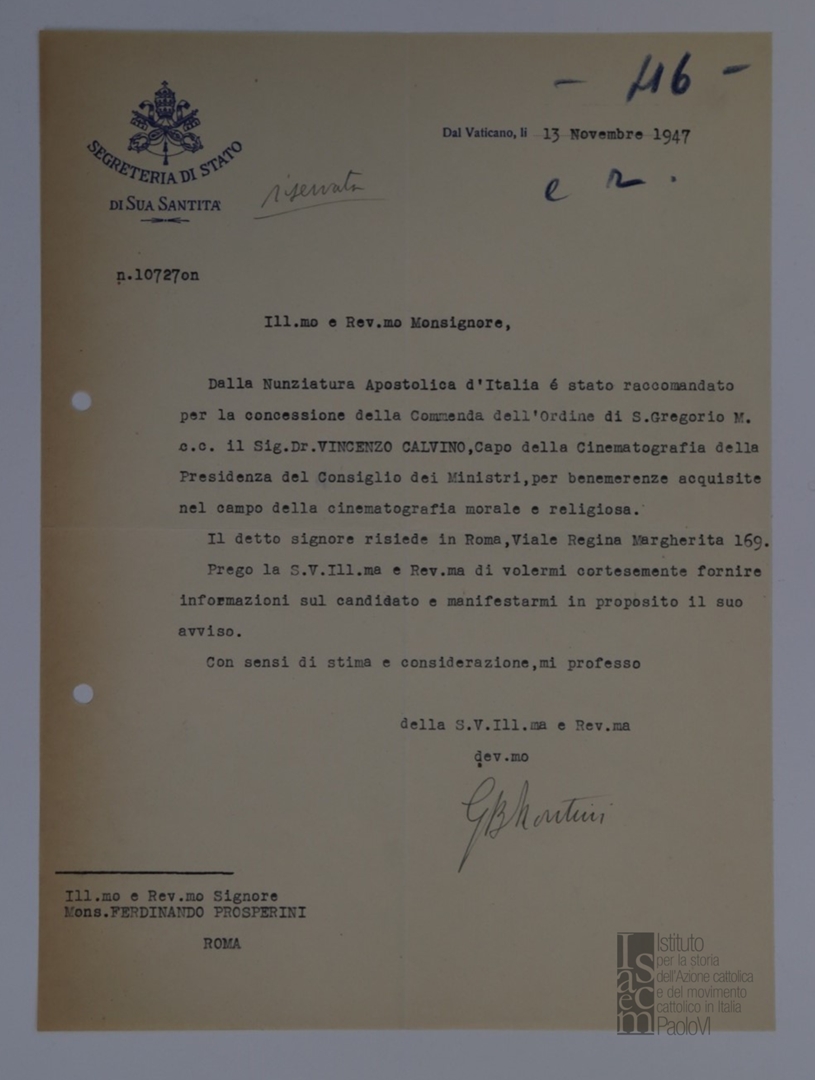 - 416 -
SEGRETERIA DI STATO
DI SUA SANTITA'
Dal Vaticano, li 13 Novembre 1947
riservata
e r.
n.10727on
Ill.mo e Rev.mo Monsignore,
Dalla Nunziatura Apostolica d'Italia é stato raccomandato
per la concessione della Commenda dell'Ordine di S.Gregorio M.
c.c. il Sig.Dr.VINCENZO CALVINO,Capo della Cinematografia della
Presidenza del Consiglio dei Ministri,per benemerenze acquisite
nel campo della cinematografia morale e religiosa.
Il detto signore risiede in Roma,Viale Regina Margherita 169.
Prego la S.V.Ill.ma e Rev.ma di volermi cortesemente fornire
informazioni sul candidato e manifestarmi in proposito il suo
avviso.
Con sensi di stima e considerazione,mi professo
della S.V.Ill.ma e Rev.ma
dev.mo
GBMontini
Ill.mo e Rev.mo Signore
Mons.FERDINANDO PROSPERINI
ROMA
Isacem
Istituto
per la storia
dell'Azione cattolica
e del movimento
cattolico in Italia
PaoloVI